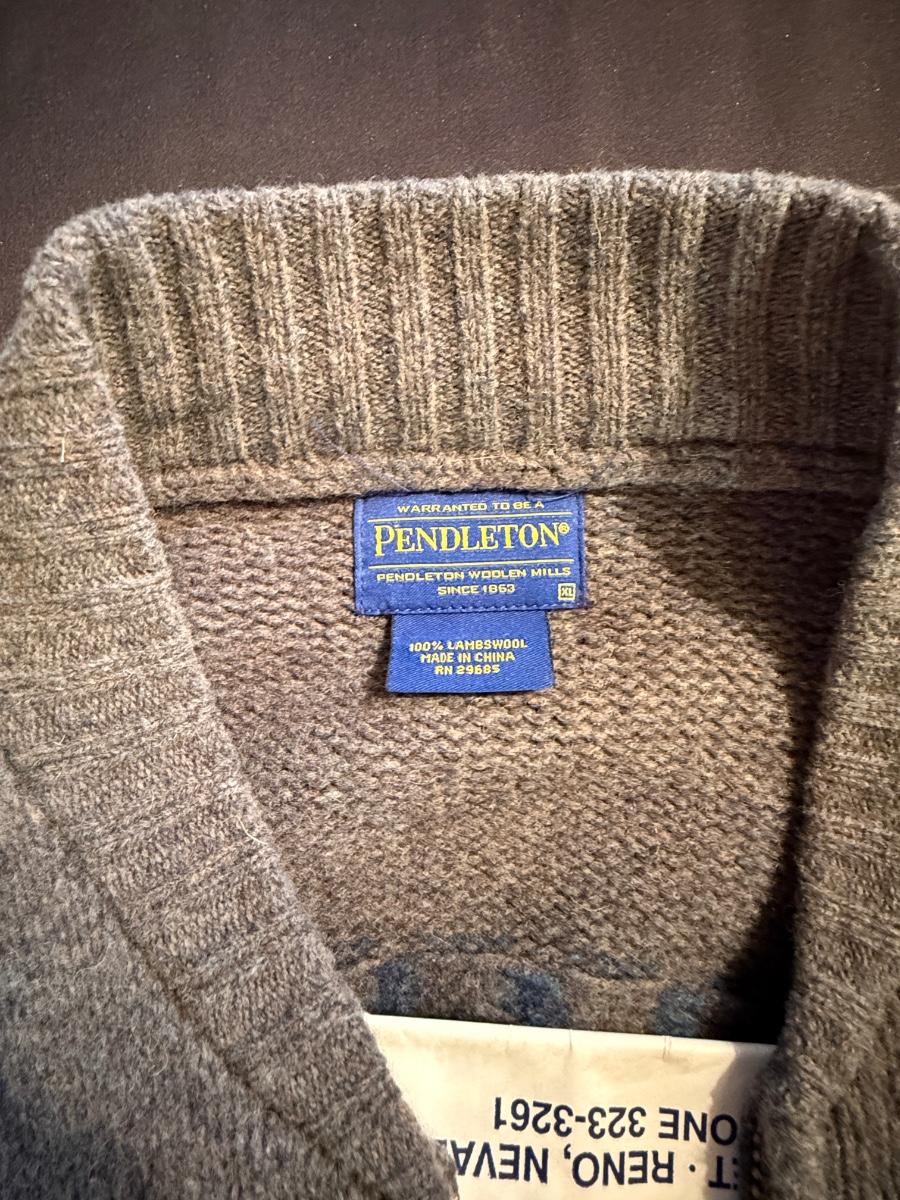 WARRANTED TO BE A
PENDLETON®
PENDLETON WOOLEN MILLS
SINCE 1863
XL
100% LAMBSWOOL
MADE IN CHINA
RN 29685
T · RENO, NEVA
ONE 323-3261